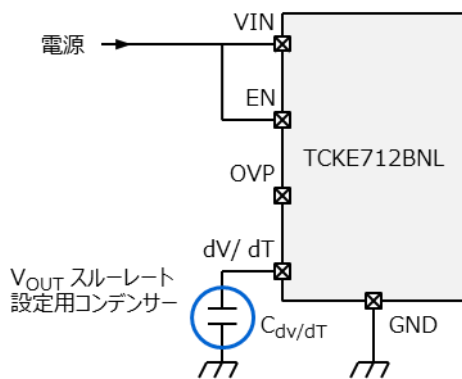 VIN
電源
EN
TCKE712BNL
OVP
dV/ dT
VOUT スルーレート
設定用コンデンサー
Cdv/dT
GND